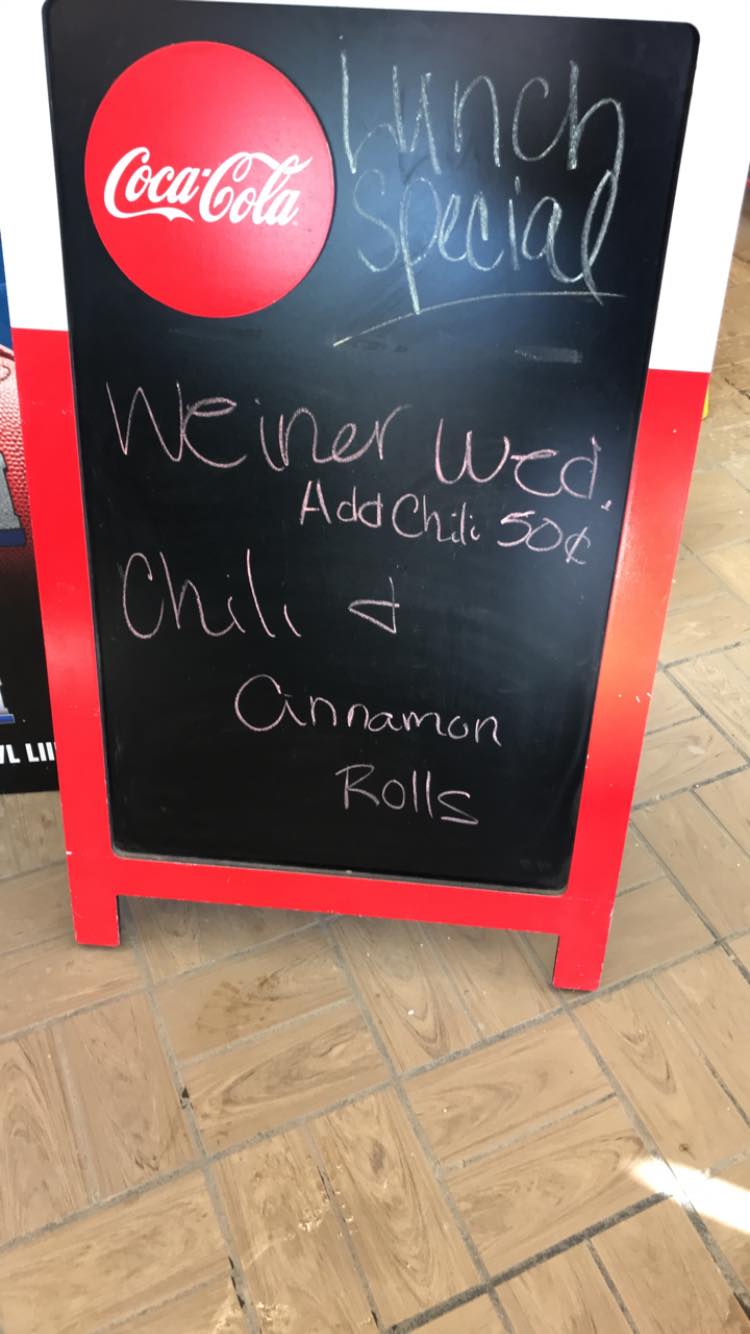 Coca-Cola
Lunch
Special
Weiner Wed.
Add Chili 50¢
Chili &
Cinnamon
Rolls